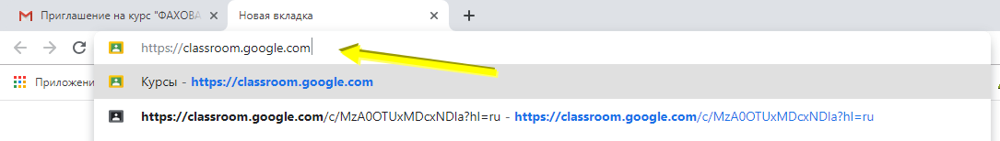 Приглашение на курс "ФАХОВА
Новая вкладка
https://classroom.google.com
Приложени
Курсы - https://classroom.google.com
https://classroom.google.com/c/MzA0OTUxMDcxNDla?hl=ru - https://classroom.google.com/c/MzA0OTUxMDcxNDla?hl=ru